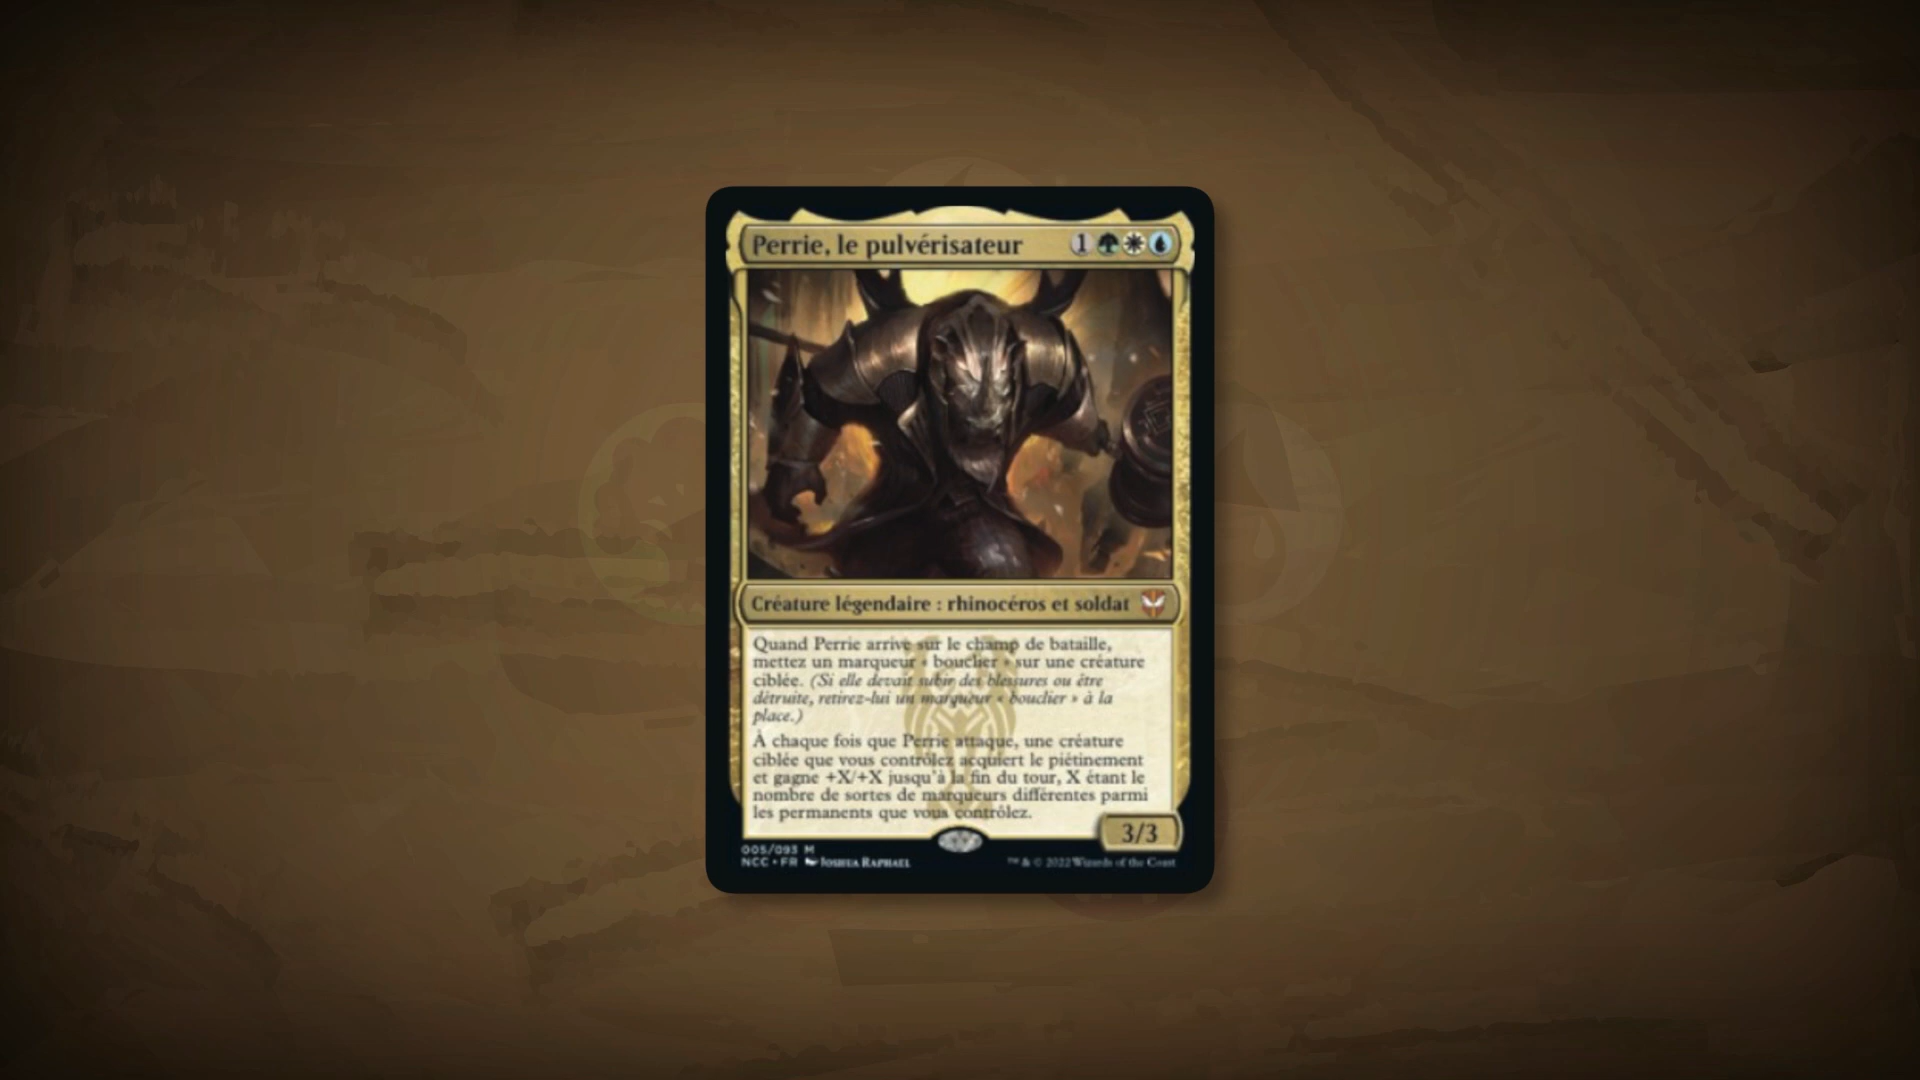 Perrie, le pulvérisateur 1
Créature légendaire : rhinocéros et soldat
Quand Perrie arrive sur le champ de bataille,
mettez un marqueur « bouclier » sur une créature
ciblée. (Si elle devait subir des blessures ou être
détruite, retirez-lui un marqueur « bouclier » à la
place.)
À chaque fois que Perrie attaque, une créature
ciblée que vous contrôlez acquiert le piétinement
et gagne +X/+X jusqu'à la fin du tour, X étant le
nombre de sortes de marqueurs différentes parmi
les permanents que vous contrôlez.
3/3
005/093 M
NCC • FR Joshua Raphael
™ & © 2022 Wizards of the Coast